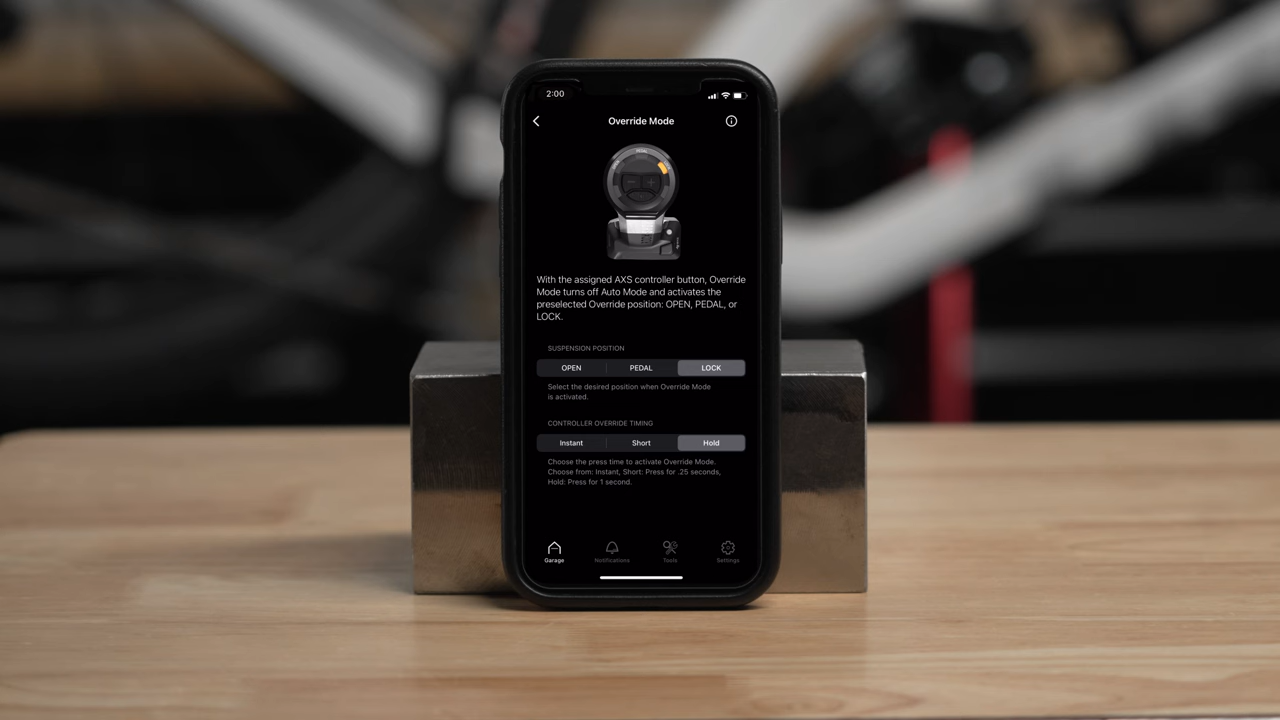 2:00
Override Mode
PEDAL
With the assigned AXS controller button, Override
Mode turns off Auto Mode and activates the
preselected Override position: OPEN, PEDAL, or
LOCK.
SUSPENSION POSITION
OPEN PEDAL LOCK
Select the desired position when Override Mode
is activated.
CONTROLLER OVERRIDE TIMING
Instant Short Hold
Choose the press time to activate Override Mode.
Choose from: Instant, Short: Press for .25 seconds,
Hold: Press for 1 second.
Garage Notifications Tools Settings